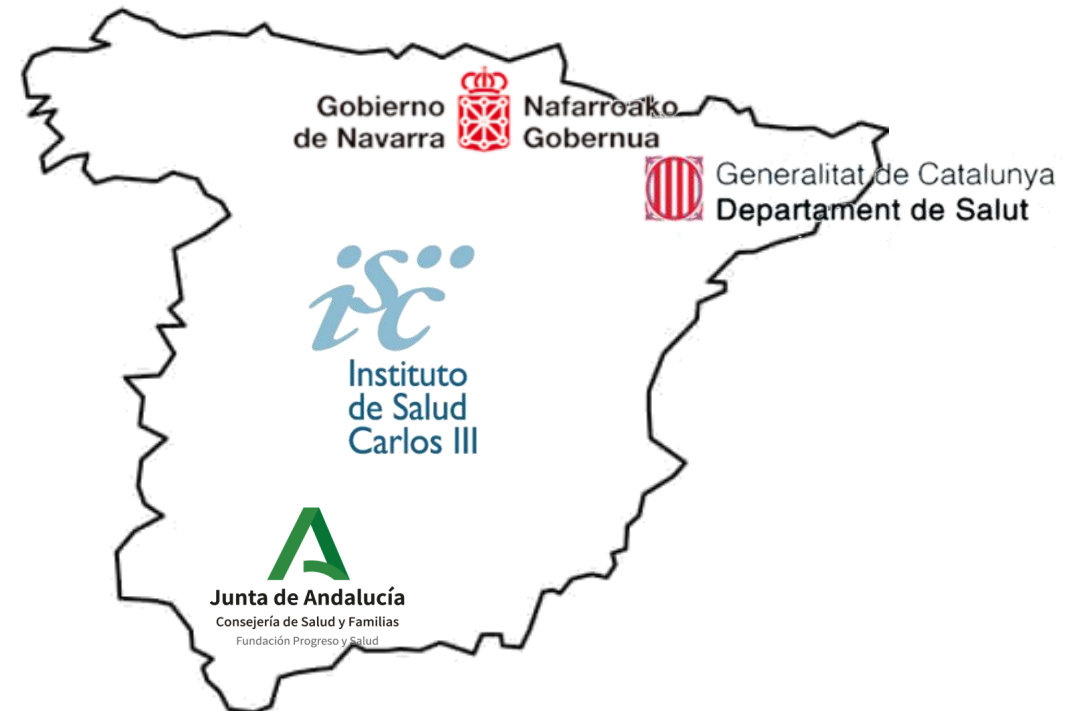 Gobierno
de Navarra
Nafarroako
Gobernua
Generalitat de Catalunya
Departament de Salut
isc
Instituto
de Salud
Carlos III
Junta de Andalucía
Consejería de Salud y Familias
Fundación Progreso y Salud